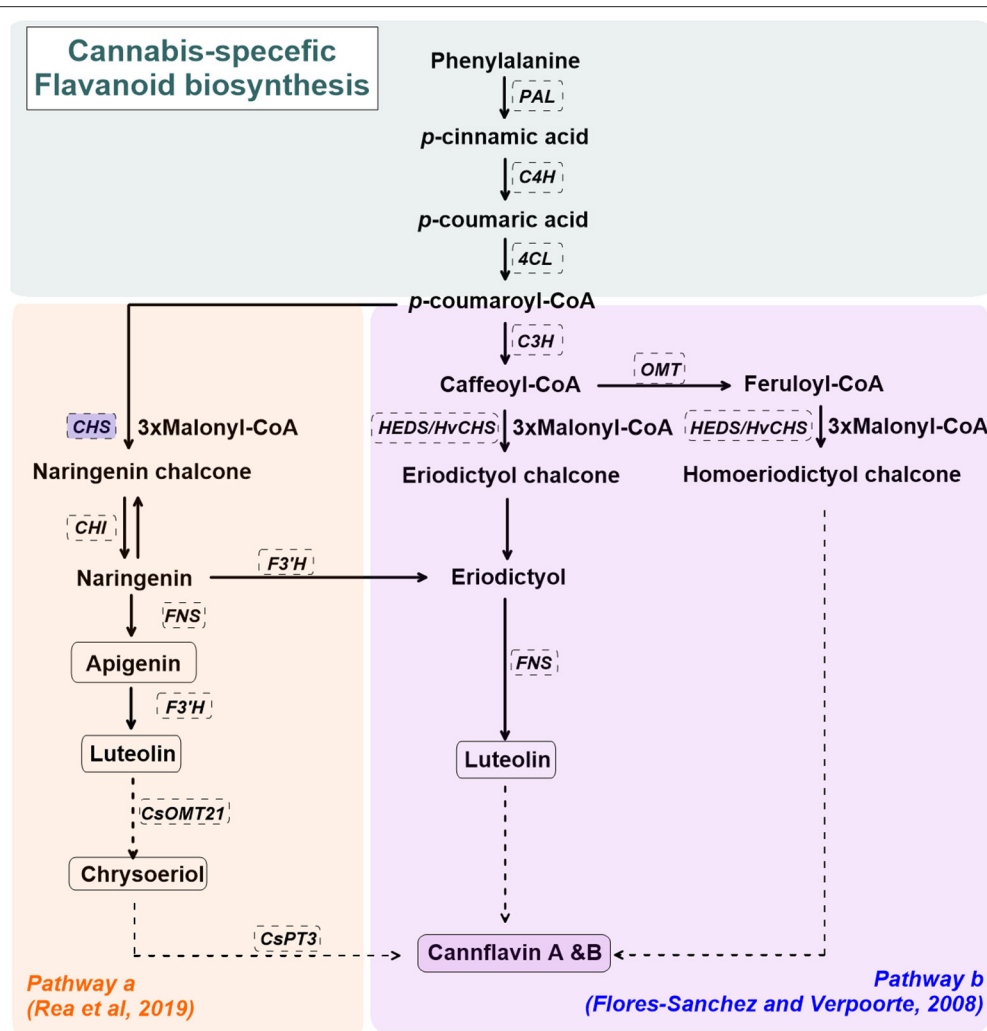 Cannabis-specefic
Flavanoid biosynthesis
Phenylalanine
PAL
p-cinnamic acid
C4H
p-coumaric acid
4CL
p-coumaroyl-CoA
C3H
Caffeoyl-CoA
OMT
Feruloyl-CoA
CHS
3xMalonyl-CoA
HEDS/HvCHS
3xMalonyl-CoA
HEDS/HvCHS
3xMalonyl-CoA
Naringenin chalcone
Eriodictyol chalcone
Homoeriodictyol chalcone
CHI
Naringenin
F3'H
Eriodictyol
FNS
Apigenin
FNS
F3'H
Luteolin
Luteolin
CsOMT21
Chrysoeriol
CsPT3
Cannflavin A &B
Pathway a
(Rea et al, 2019)
Pathway b
(Flores-Sanchez and Verpoorte, 2008)